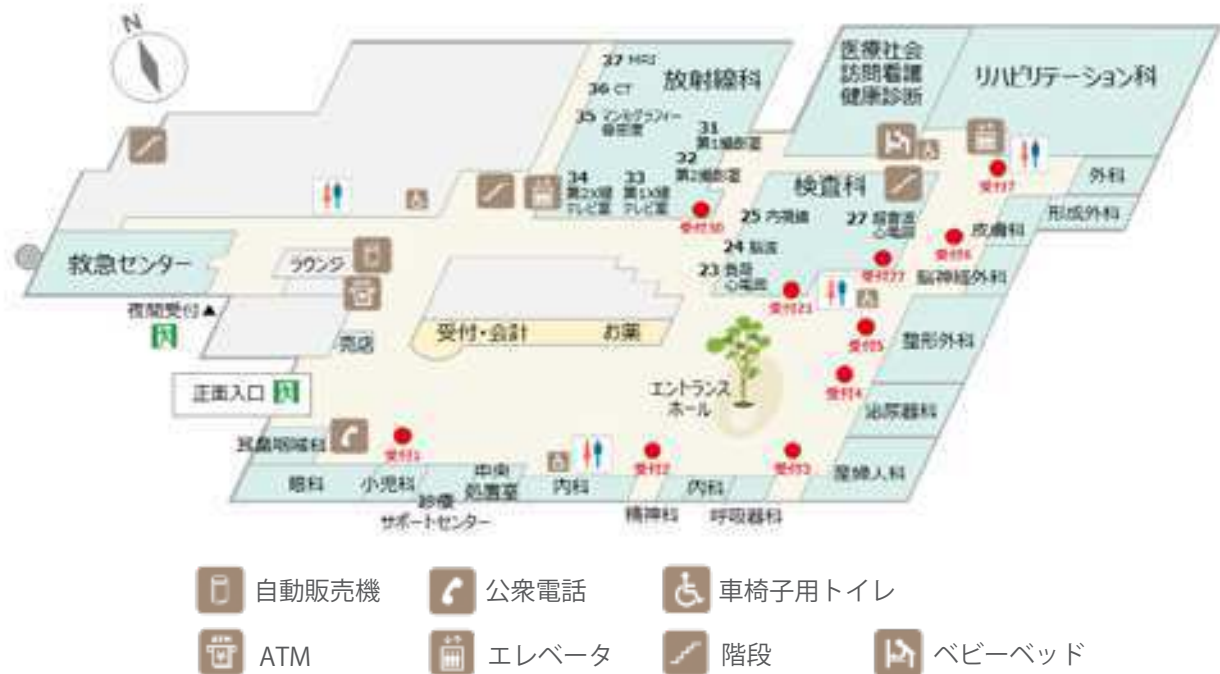 N
37 MRI
放射線科
36 CT
35 マンモグラフィー
骨密度
31
第1撮影室
32
第2撮影室
34
第2X線
テレビ室
33
第1X線
テレビ室
受付30
医療社会
訪問看護
健康診断
リハビリテーション科
受付7
外科
形成外科
検査科
25 内視鏡
27 超音波
心電図
24 脳波
23 負荷
心電図
受付6
皮膚科
受付27
脳神経外科
受付23
救急センター
ラウンジ
夜間受付▲
売店
受付・会計
お薬
受付5
整形外科
正面入口
エントランス
ホール
受付4
泌尿器科
耳鼻咽喉科
受付1
受付2
受付3
産婦人科
眼科
小児科
診療
サポートセンター
中央
処置室
内科
精神科
内科
呼吸器科
自動販売機
公衆電話
車椅子用トイレ
ATM
エレベータ
階段
ベビーベッド